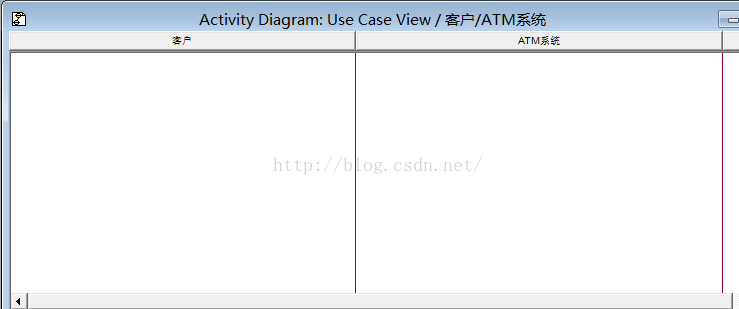 Activity Diagram: Use Case View / 客户/ATM系统
客户
ATM系统
http://blog.csdn.net/